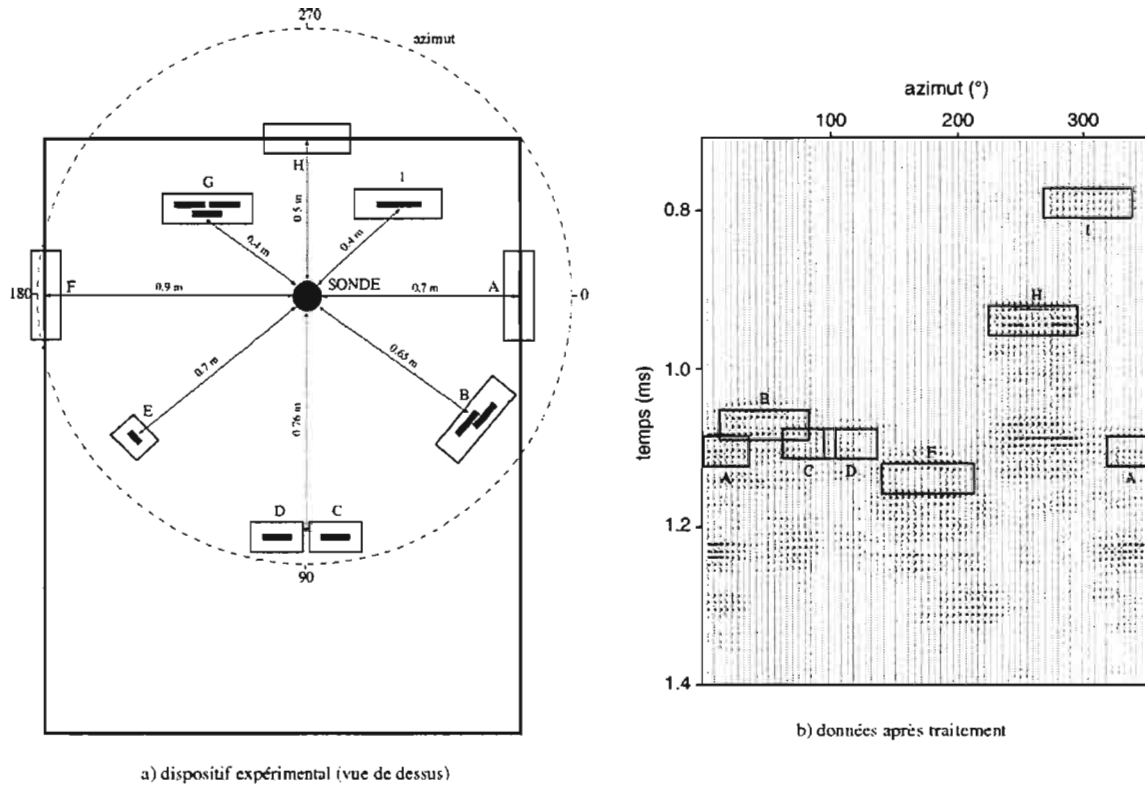 270
azimut
H
G
I
0.5 m
0.4 m
0.4 m
180
F
0.9 m
SONDE
0.7 m
A
0
0.7 m
0.65 m
E
B
0.76 m
D
C
90
a) dispositif expérimental (vue de dessus)
azimut (°)
100
200
300
temps (ms)
0.8
1.0
1.2
1.4
I
H
B
A
C
D
F
A
b) données après traitement